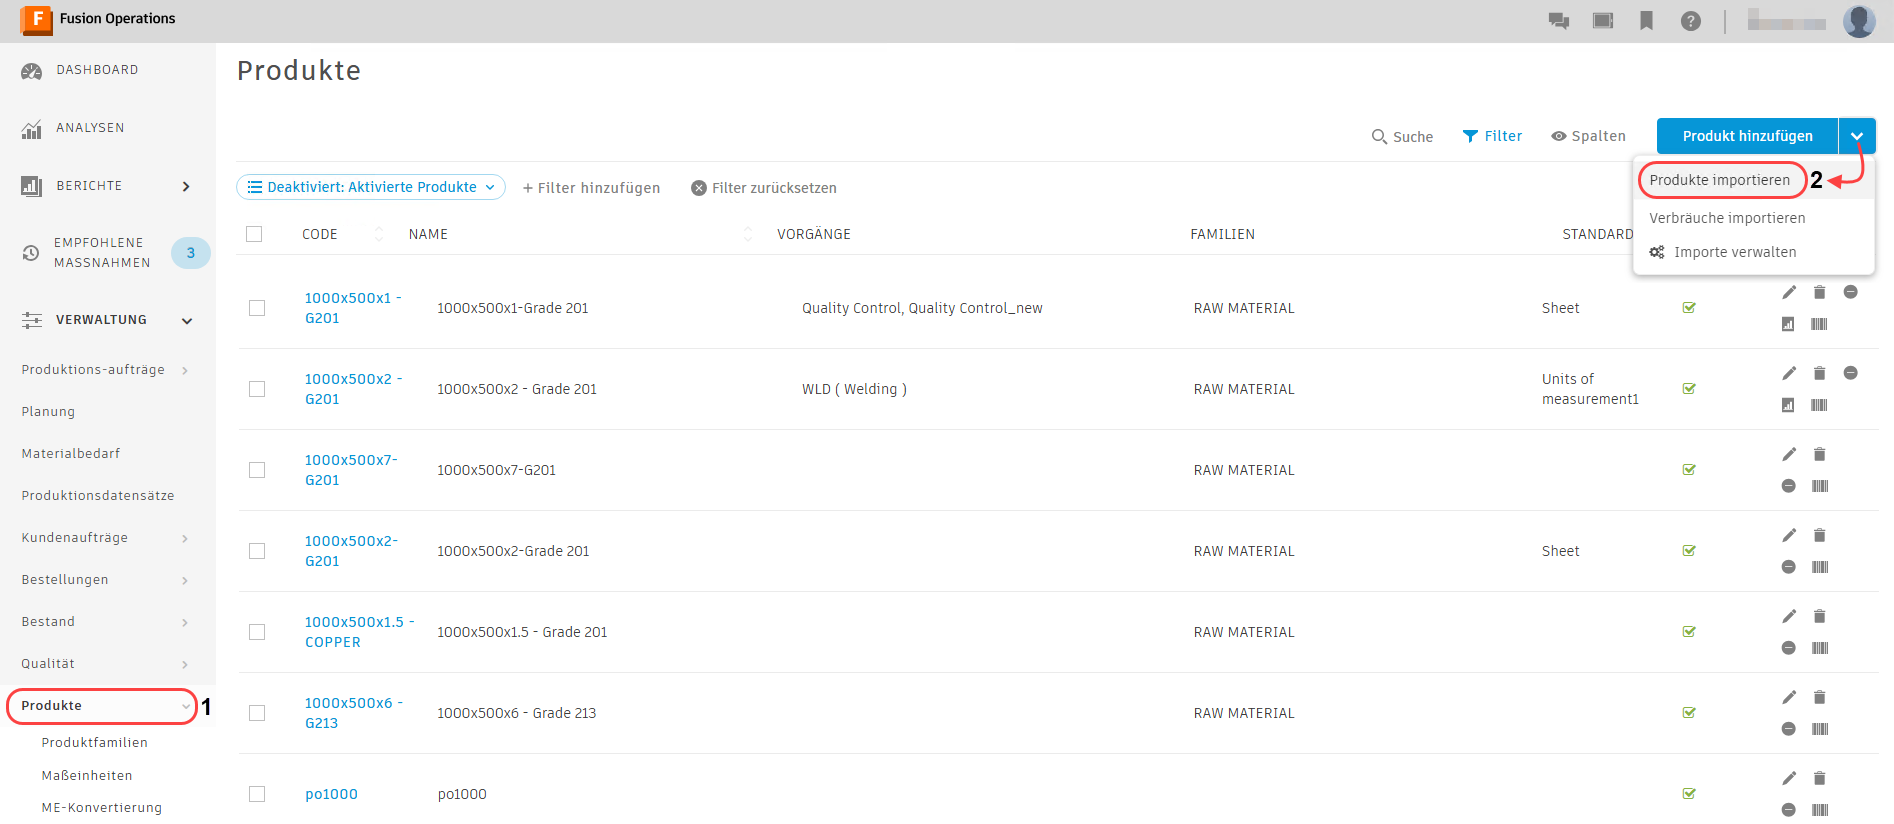 F Fusion Operations
?
DASHBOARD
ANALYSEN
BERICHTE
EMPFOHLENE
MASSNAHMEN
3
VERWALTUNG
Produktions-aufträge
Planung
Materialbedarf
Produktionsdatensätze
Kundenaufträge
Bestellungen
Bestand
Qualität
Produkte 1
Produktfamilien
Maßeinheiten
ME-Konvertierung
Produkte
Suche Filter Spalten Produkt hinzufügen
Produkte importieren 2
Verbräuche importieren
Importe verwalten
Deaktiviert: Aktivierte Produkte + Filter hinzufügen Filter zurücksetzen
CODE NAME VORGÄNGE FAMILIEN STANDARD
1000x500x1 -
G201
1000x500x1-Grade 201 Quality Control, Quality Control_new RAW MATERIAL Sheet
1000x500x2 -
G201
1000x500x2 - Grade 201 WLD ( Welding ) RAW MATERIAL
Units of
measurement1
1000x500x7-
G201
1000x500x7-G201 RAW MATERIAL
1000x500x2-
G201
1000x500x2-Grade 201 RAW MATERIAL Sheet
1000x500x1.5 -
COPPER
1000x500x1.5 - Grade 201 RAW MATERIAL
1000x500x6 -
G213
1000x500x6 - Grade 213 RAW MATERIAL
po1000 po1000